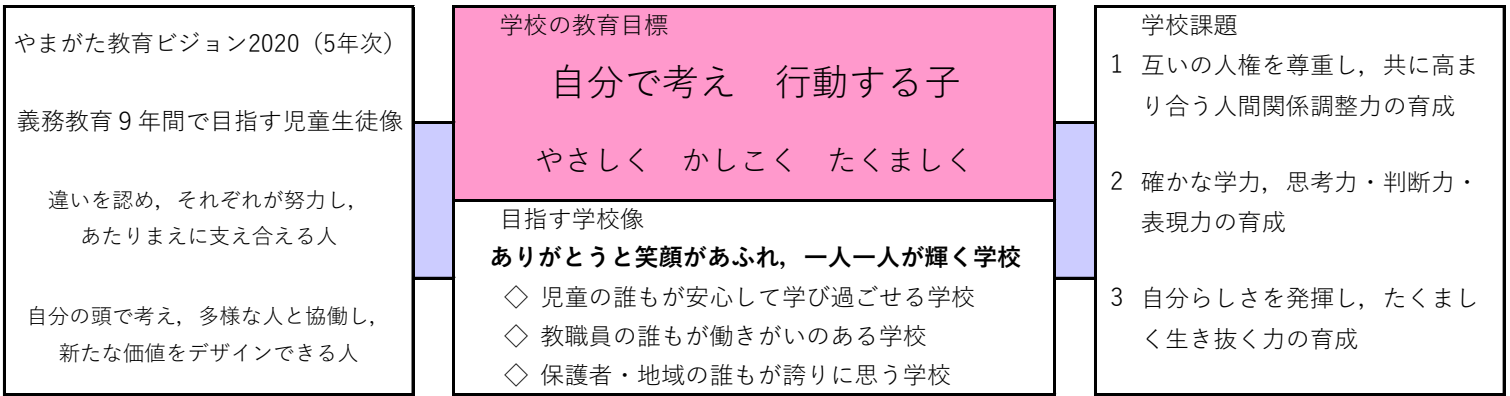 やまがた教育ビジョン2020（5年次）
義務教育９年間で目指す児童生徒像
違いを認め，それぞれが努力し，
あたりまえに支え合える人
自分の頭で考え，多様な人と協働し，
新たな価値をデザインできる人
学校の教育目標
自分で考え　行動する子
やさしく　かしこく　たくましく
目指す学校像
ありがとうと笑顔があふれ，一人一人が輝く学校
◇ 児童の誰もが安心して学び過ごせる学校
◇ 教職員の誰もが働きがいのある学校
◇ 保護者・地域の誰もが誇りに思う学校
学校課題
1 互いの人権を尊重し，共に高ま
り合う人間関係調整力の育成
2 確かな学力，思考力・判断力・
表現力の育成
3 自分らしさを発揮し，たくまし
く生き抜く力の育成